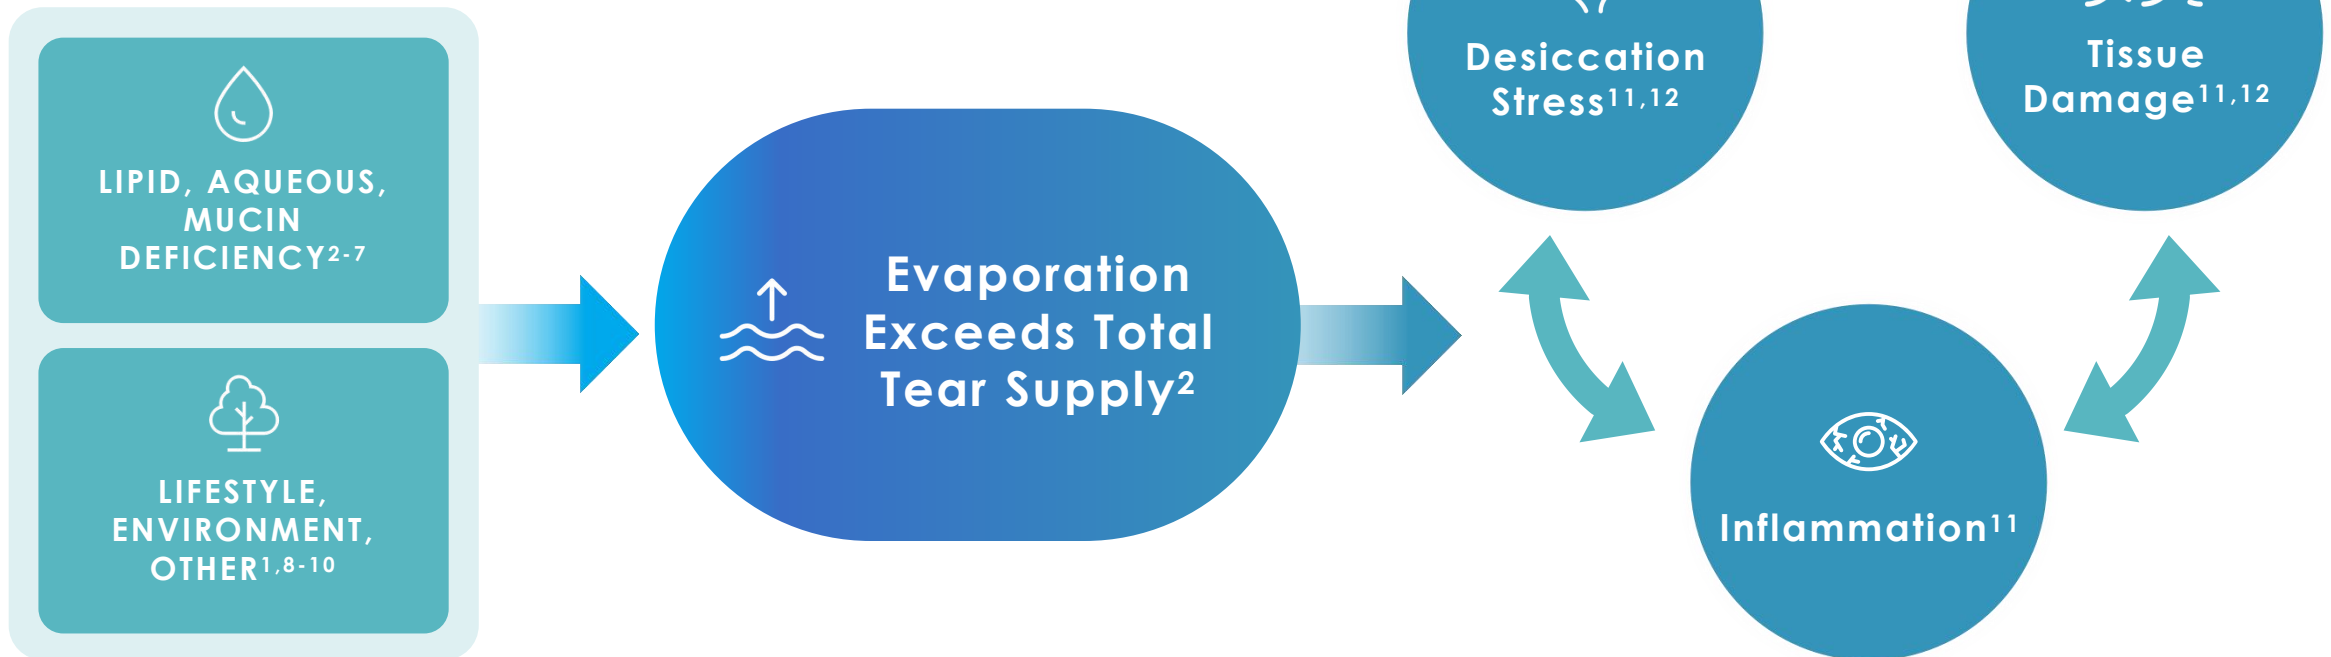 LIPID, AQUEOUS,
MUCIN
DEFICIENCY2-7
LIFESTYLE,
ENVIRONMENT,
OTHER1,8-10
Evaporation
Exceeds Total
Tear Supply2
Desiccation
Stress11,12
Tissue
Damage11,12
Inflammation11